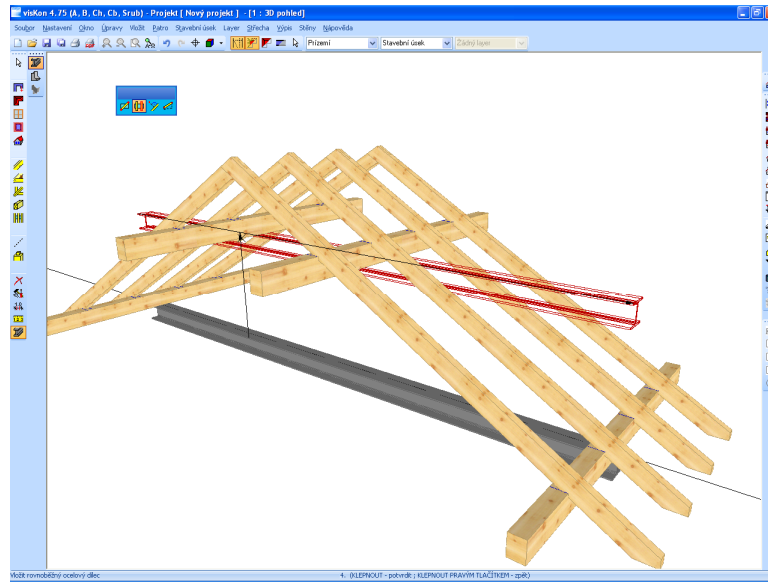 visKon 4.75 (A, B, Ch, Cb, Srub) - Projekt [ Nový projekt ] - [1 : 3D pohled]
Soubor Nastavení Okno Úpravy Vložit Patro Stavební úsek Layer Střecha Výpis Stěny Nápověda
Přízemí Stavební úsek Žádný layer
Vložit rovnoběžný ocelový dílec 4. (KLEPNOUT - potvrdit ; KLEPNOUT PRAVÝM TLAČÍTKEM - zpět)